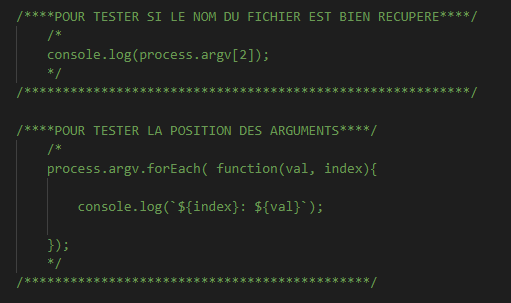 /****POUR TESTER SI LE NOM DU FICHIER EST BIEN RECUPERE****/
/*
console.log(process.argv[2]);
*/
/**********************************************************/
/****POUR TESTER LA POSITION DES ARGUMENTS****/
/*
process.argv.forEach( function(val, index){
console.log(`${index}: ${val}`);
});
*/
/*********************************************/